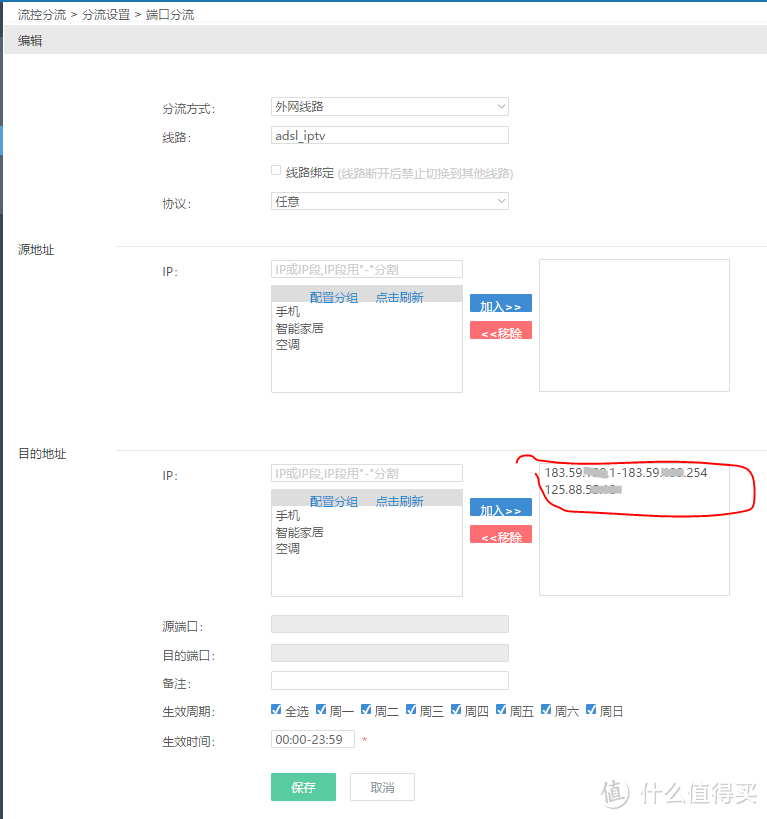 流控分流 > 分流设置 > 端口分流
编辑
分流方式：
外网线路
线路：
adsl_iptv
线路绑定 (线路断开后禁止切换到其他线路)
协议：
任意
源地址
IP：
IP或IP段,IP段用"-"分割
配置分组 点击刷新
手机
智能家居
空调
加入>>
<<移除
目的地址
IP：
IP或IP段,IP段用"-"分割
配置分组 点击刷新
手机
智能家居
空调
加入>>
<<移除
183.59. .1-183.59. .254
125.88.
源端口：
目的端口：
备注：
生效周期：
全选 周一 周二 周三 周四 周五 周六 周日
生效时间：
00:00-23:59 *
保存 取消
值 什么值得买